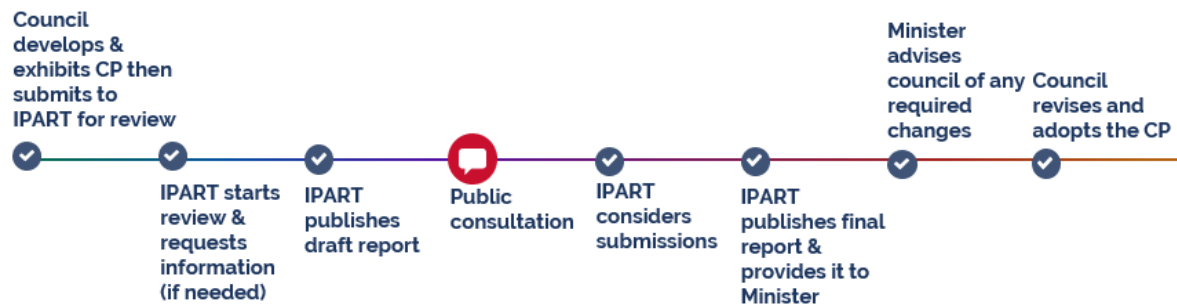 Council
develops &
exhibits CP then
submits to
IPART for review
IPART starts
review &
requests
information
(if needed)
IPART
publishes
draft report
Public
consultation
IPART
considers
submissions
IPART
publishes final
report &
provides it to
Minister
Minister
advises
council of any
required
changes
Council
revises and
adopts the CP